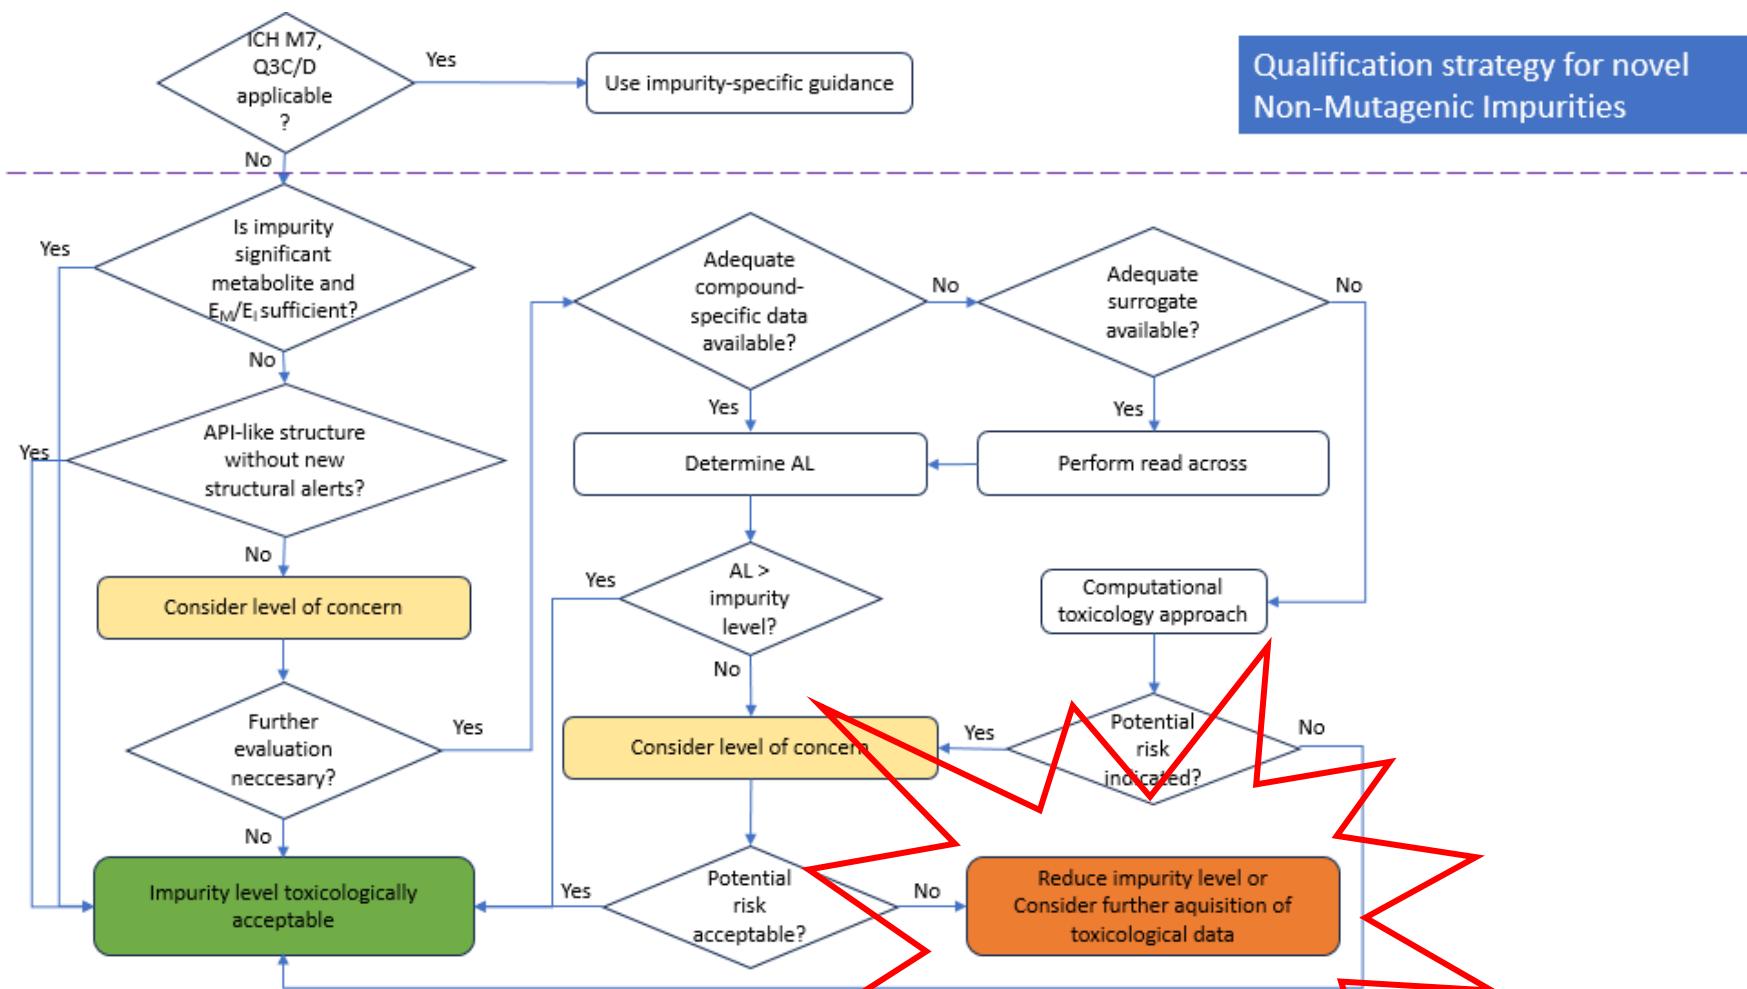 ICH M7,
Q3C/D
applicable
?
Yes
Use impurity-specific guidance
Qualification strategy for novel
Non-Mutagenic Impurities
No
Is impurity
significant
metabolite and
EM/EI sufficient?
Yes
No
API-like structure
without new
structural alerts?
Yes
No
Consider level of concern
Further
evaluation
neccesary?
Yes
No
Impurity level toxicologically
acceptable
Adequate
compound-
specific data
available?
No
Yes
Adequate
surrogate
available?
No
Yes
Determine AL
Perform read across
AL >
impurity
level?
Yes
No
Computational
toxicology approach
Consider level of concern
Yes
Potential
risk
indicated?
No
Potential
risk
acceptable?
Yes
No
Reduce impurity level or
Consider further aquisition of
toxicological data